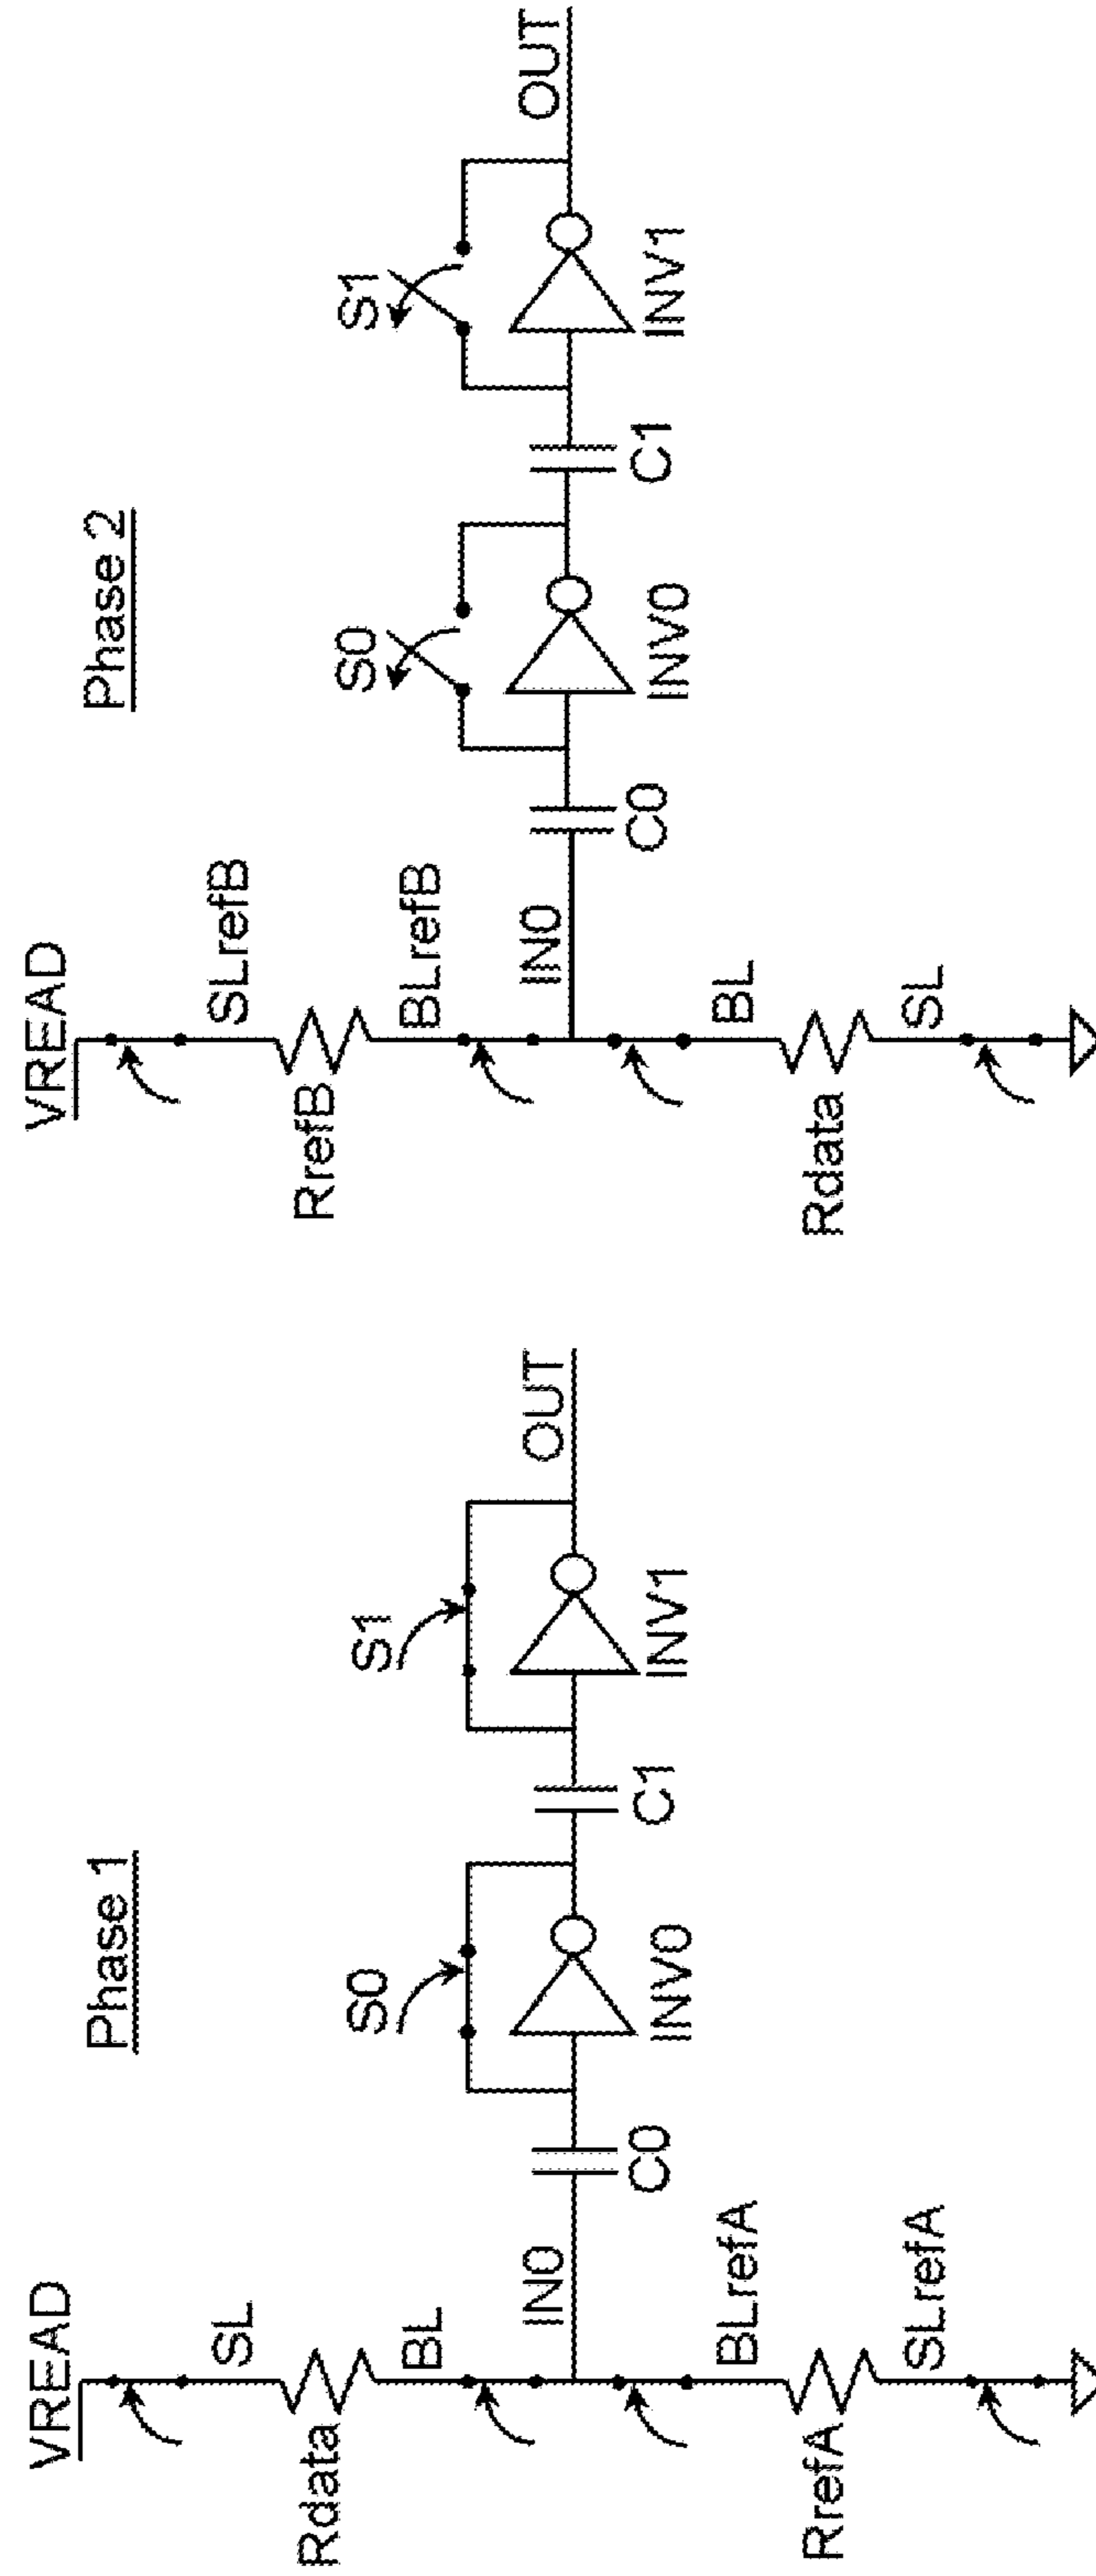 Phase 1
VREAD
SL
Rdata
BL
S0
S1
IN0
C0
INV0
C1
INV1
OUT
BLrefA
RrefA
SLrefA
Phase 2
VREAD
SLrefB
RrefB
BLrefB
S0
S1
IN0
C0
INV0
C1
INV1
OUT
BL
Rdata
SL